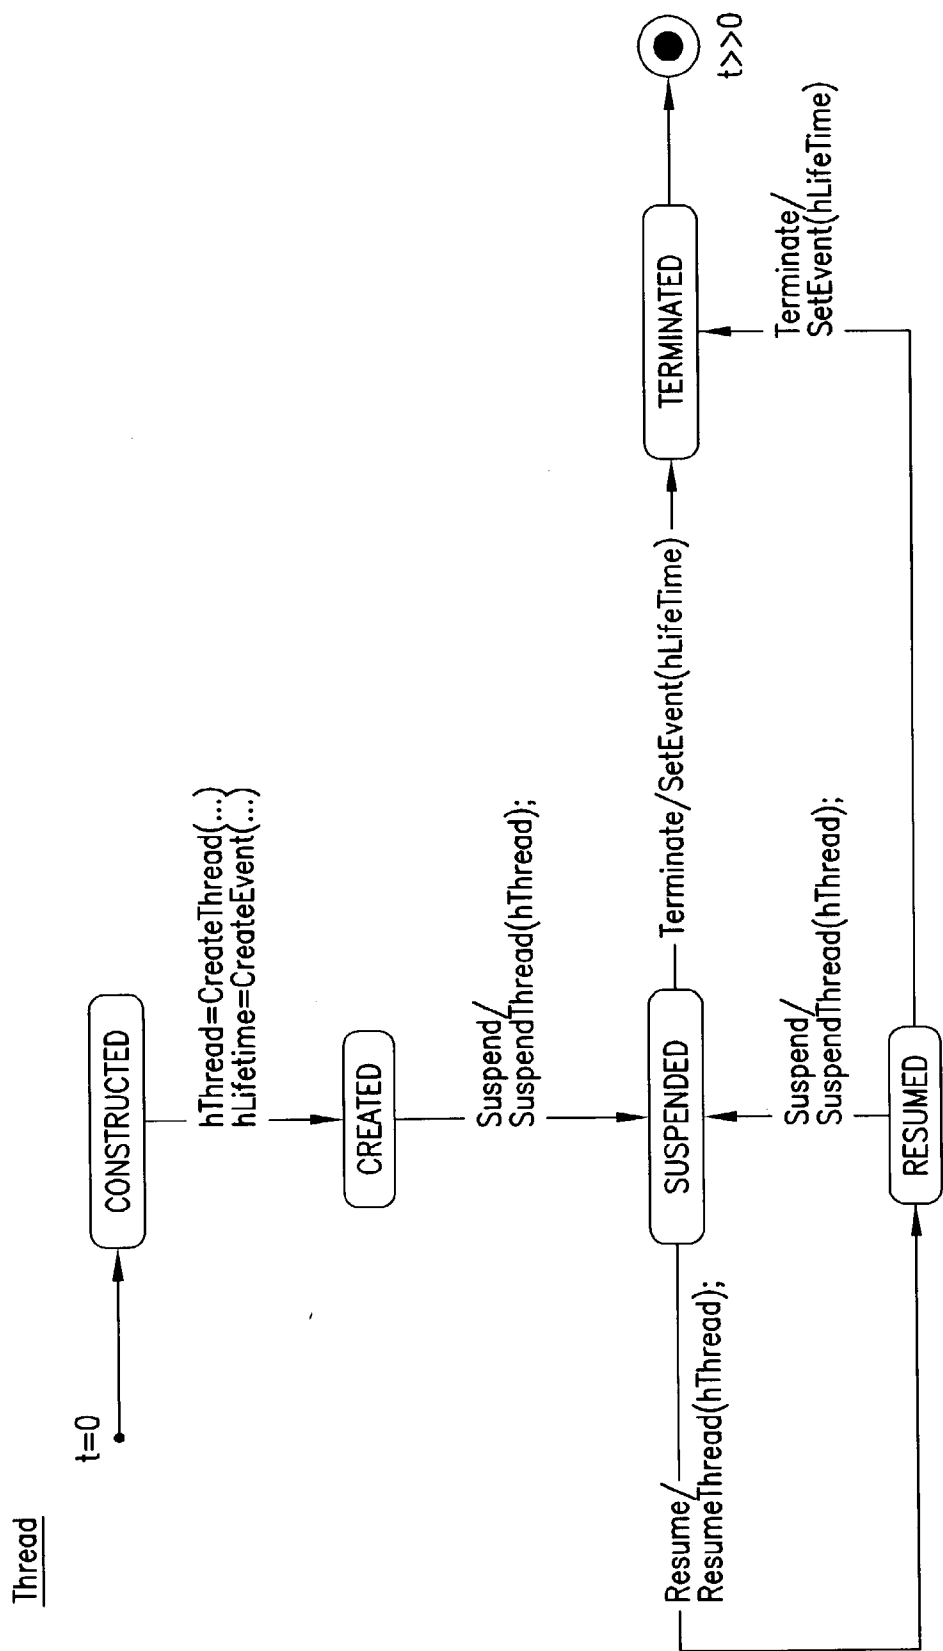 Thread
t=0
CONSTRUCTED
hThread=CreateThread(...)
hLifetime=CreateEvent(...)
CREATED
Suspend/
SuspendThread(hThread);
Resume/
ResumeThread(hThread);
SUSPENDED
Terminate/SetEvent(hLifeTime)
TERMINATED
t>>0
Suspend/
SuspendThread(hThread);
Terminate/
SetEvent(hLifeTime)
RESUMED